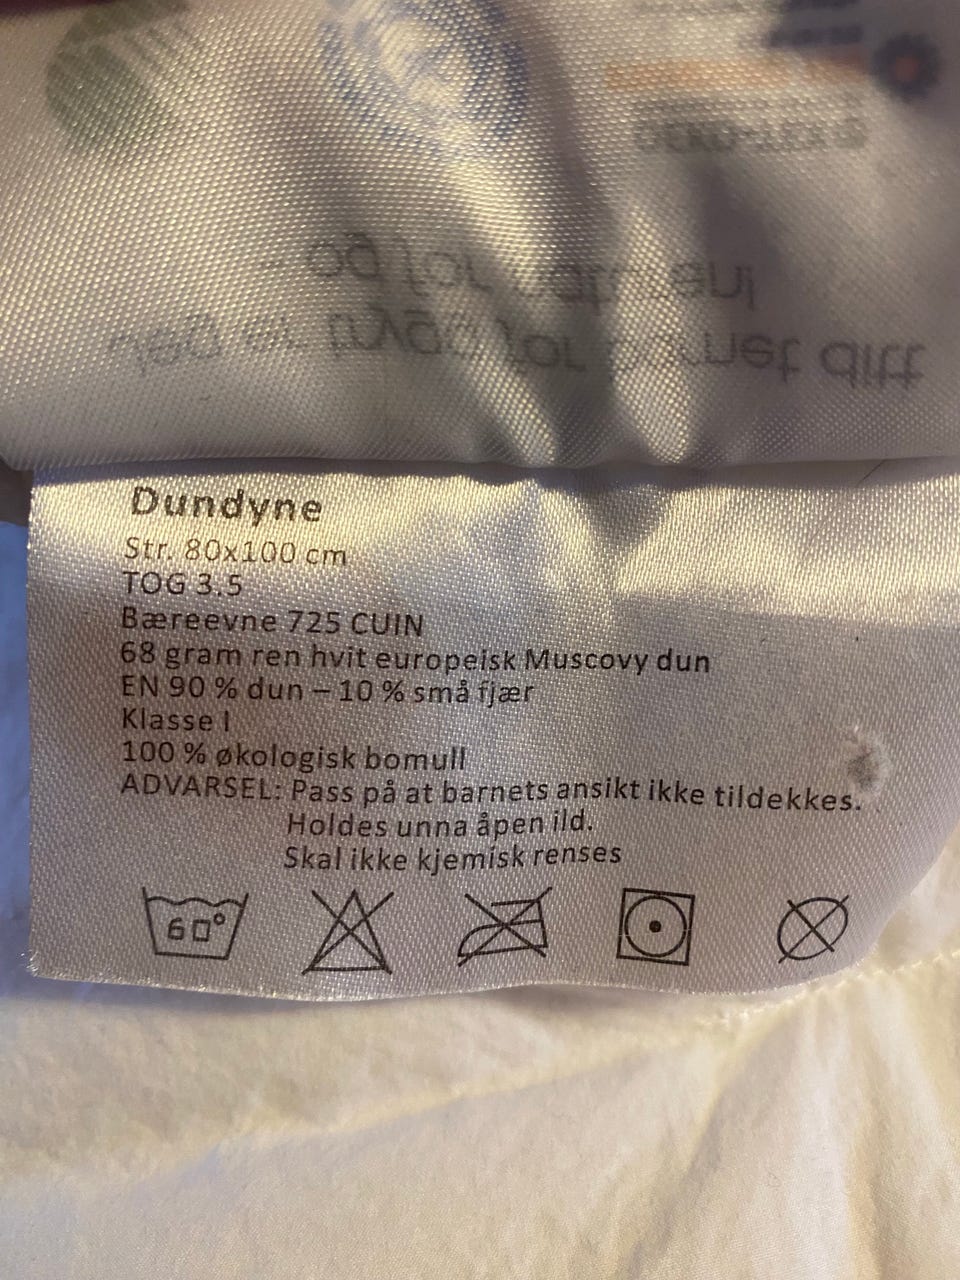 Dundyne
Str. 80x100 cm
TOG 3.5
Bæreevne 725 CUIN
68 gram ren hvit europeisk Muscovy dun
EN 90 % dun – 10 % små fjær
Klasse I
100 % økologisk bomull
ADVARSEL: Pass på at barnets ansikt ikke tildekkes.
Holdes unna åpen ild.
Skal ikke kjemisk renses
60°